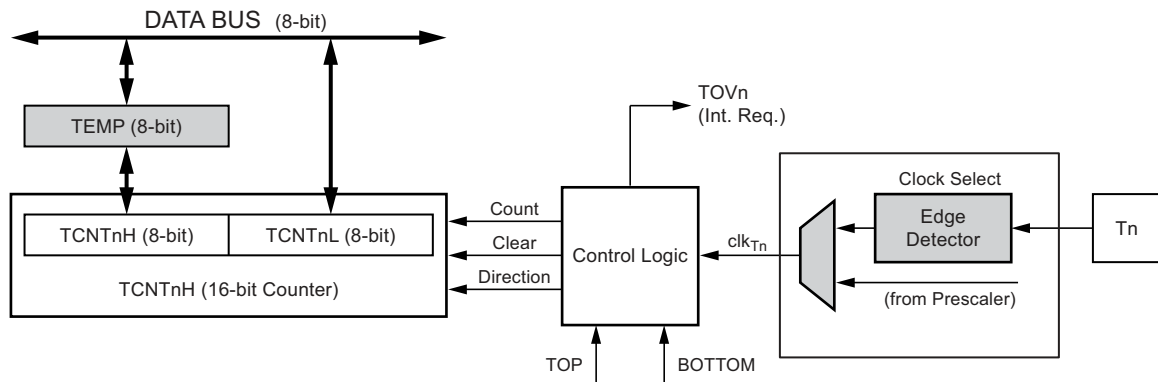 DATA BUS (8-bit)
TEMP (8-bit)
TCNTnH (8-bit)
TCNTnL (8-bit)
TCNTnH (16-bit Counter)
Count
Clear
Direction
TOVn
(Int. Req.)
Control Logic
TOP
BOTTOM
clkTn
Clock Select
Edge
Detector
(from Prescaler)
Tn